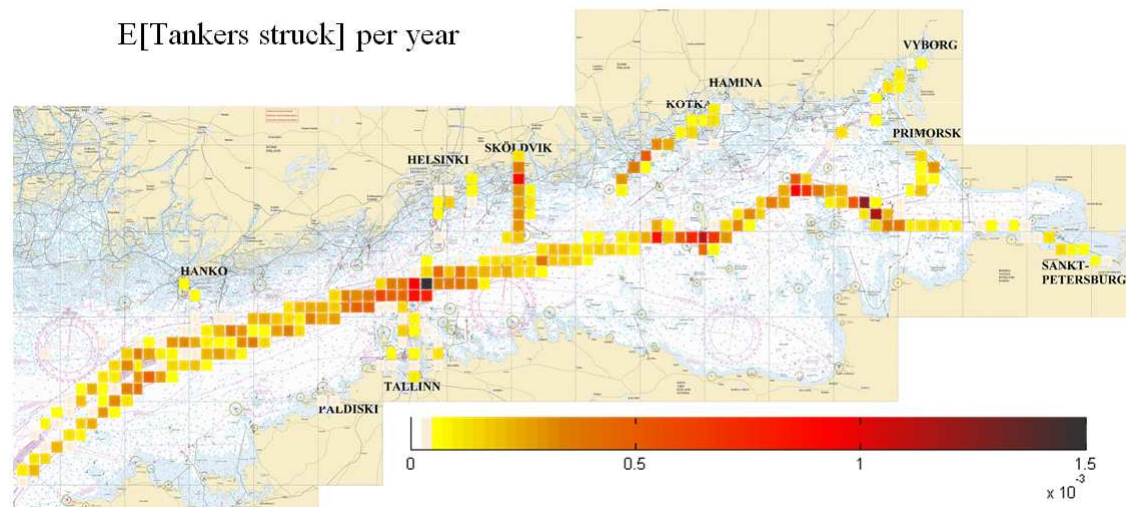 E[Tankers struck] per year
VYBORG
HAMINA
KOTKA
PRIMORSK
SKÖLDVIK
HELSINKI
HANKO
SANKT-
PETERSBURG
TALLINN
PALDISKI
0
0.5
1
1.5
x 10⁻³